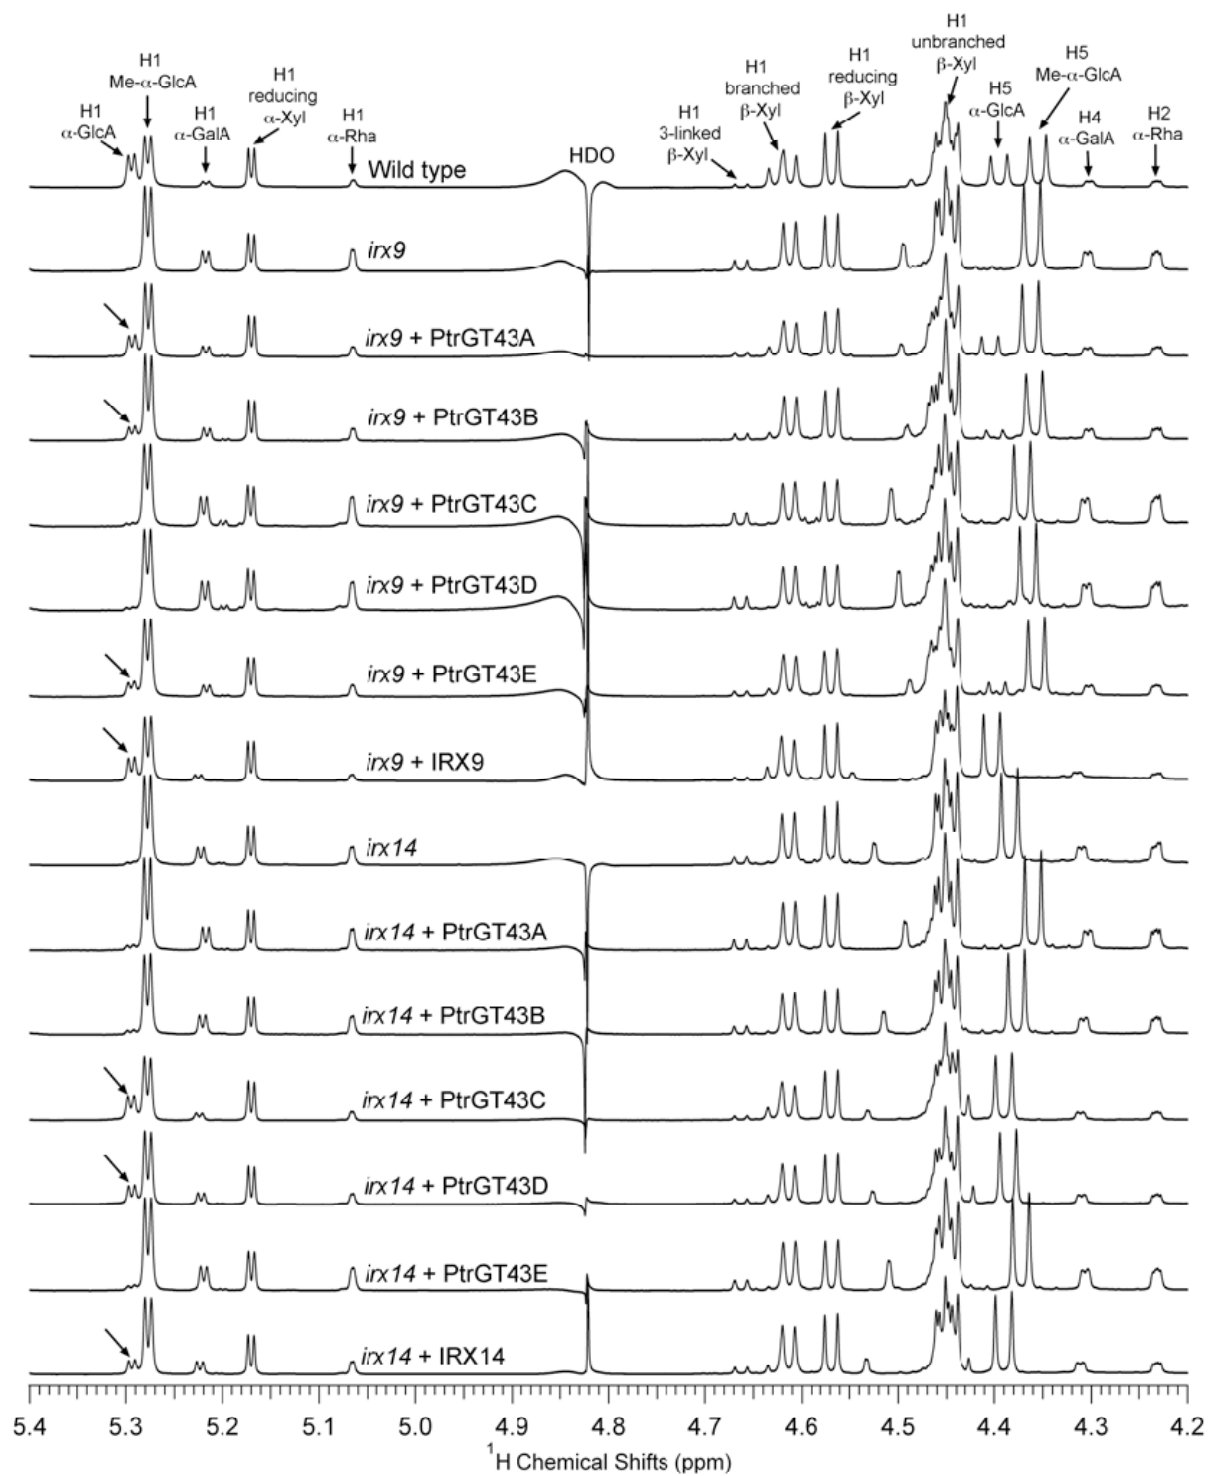 H1
α-GlcA
H1
Me-α-GlcA
H1
α-GalA
H1
reducing
α-Xyl
H1
α-Rha
HDO
H1
3-linked
β-Xyl
H1
branched
β-Xyl
H1
reducing
β-Xyl
H1
unbranched
β-Xyl
H5
α-GlcA
H5
Me-α-GlcA
H4
α-GalA
H2
α-Rha
Wild type
irx9
irx9 + PtrGT43A
irx9 + PtrGT43B
irx9 + PtrGT43C
irx9 + PtrGT43D
irx9 + PtrGT43E
irx9 + IRX9
irx14
irx14 + PtrGT43A
irx14 + PtrGT43B
irx14 + PtrGT43C
irx14 + PtrGT43D
irx14 + PtrGT43E
irx14 + IRX14
5.4 5.3 5.2 5.1 5.0 4.9 4.8 4.7 4.6 4.5 4.4 4.3 4.2
¹H Chemical Shifts (ppm)